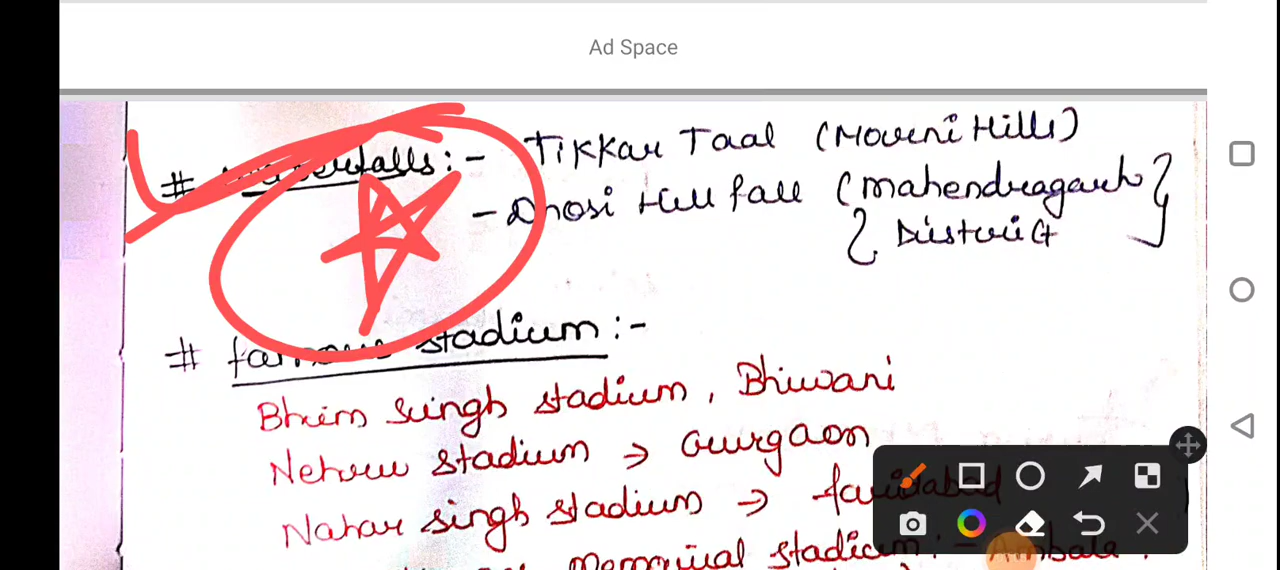 Ad Space
# waterfalls :- Tikkar Taal (Moveni Hills)
- Dhosi Hill fall (Mahendragarh
District
# famous stadium :-
Bhim singh stadium, Bhiwani
Nehru stadium → Gurgaon
Nahar singh stadium → faridabad
Memorial stadium :- Ambala.